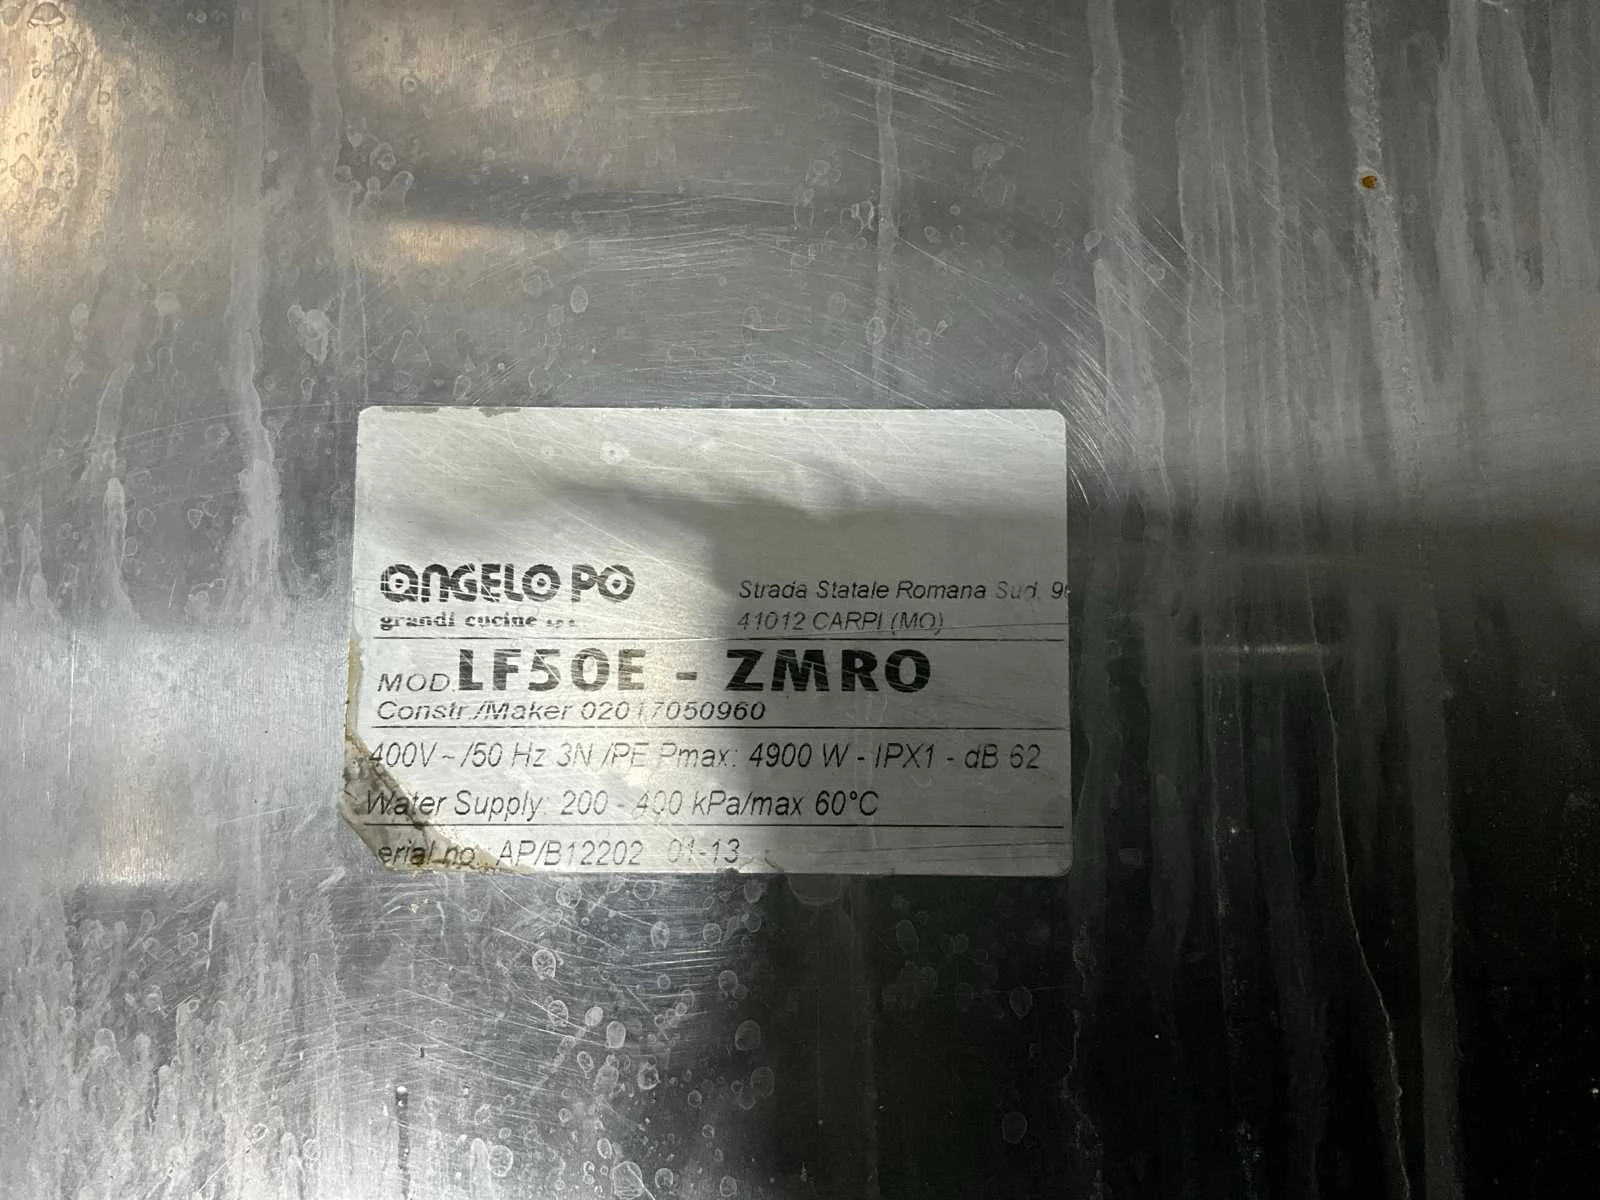 ANGELO PO
grandi cucine
Strada Statale Romana Sud, 9
41012 CARPI (MO)
MOD. LF50E - ZMRO
Constr./Maker 02017050960
400V ~ /50 Hz 3N /PE Pmax: 4900 W - IPX1 - dB 62
Water Supply: 200 - 400 kPa/max 60°C
erial no: AP/B12202 01-13